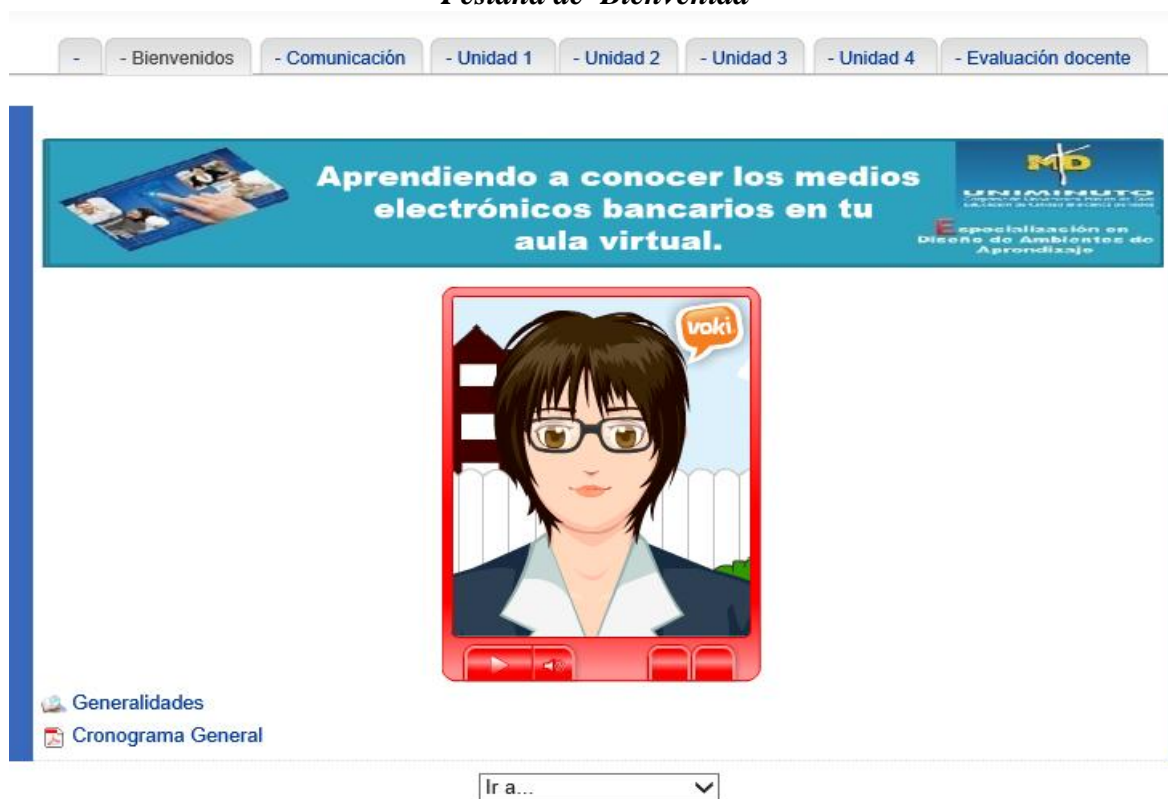 Pestaña de Bienvenida
- - Bienvenidos - Comunicación - Unidad 1 - Unidad 2 - Unidad 3 - Unidad 4 - Evaluación docente
Aprendiendo a conocer los medios
electrónicos bancarios en tu
aula virtual.
MD
UNIMINUTO
Especialización en
Diseño de Ambientes de
Aprendizaje
voki
Generalidades
Cronograma General
Ir a...